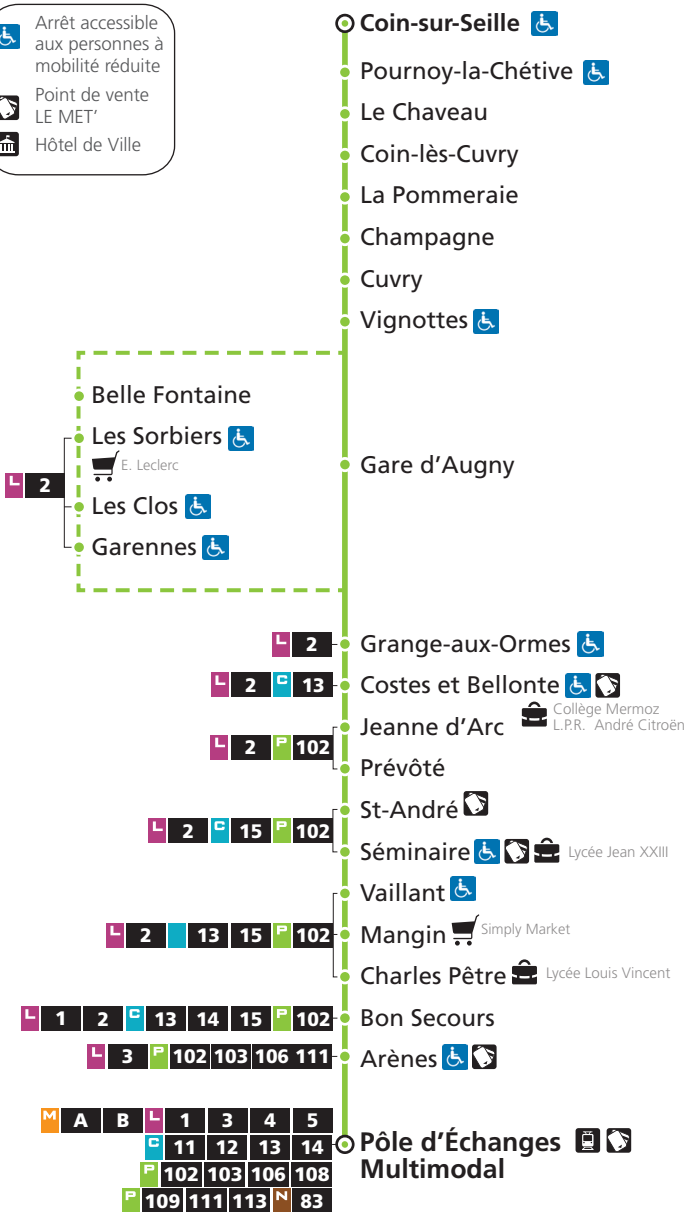 Arrêt accessible
aux personnes à
mobilité réduite
Point de vente
LE MET'
Hôtel de Ville
Coin-sur-Seille
Pournoy-la-Chétive
Le Chaveau
Coin-lès-Cuvry
La Pommeraie
Champagne
Cuvry
Vignottes
Belle Fontaine
Les Sorbiers
E. Leclerc
L 2
Les Clos
Garennes
Gare d'Augny
L 2 Grange-aux-Ormes
L 2 C 13 Costes et Bellonte
Jeanne d'Arc Collège Mermoz
L.P.R. André Citroën
L 2 P 102
Prévôté
St-André
L 2 C 15 P 102
Séminaire Lycée Jean XXIII
Vaillant
L 2 13 15 P 102 Mangin Simply Market
Charles Pêtre Lycée Louis Vincent
L 1 2 C 13 14 15 P 102 Bon Secours
L 3 P 102 103 106 111 Arènes
M A B L 1 3 4 5
C 11 12 13 14
P 102 103 106 108
P 109 111 113 N 83
Pôle d'Échanges
Multimodal